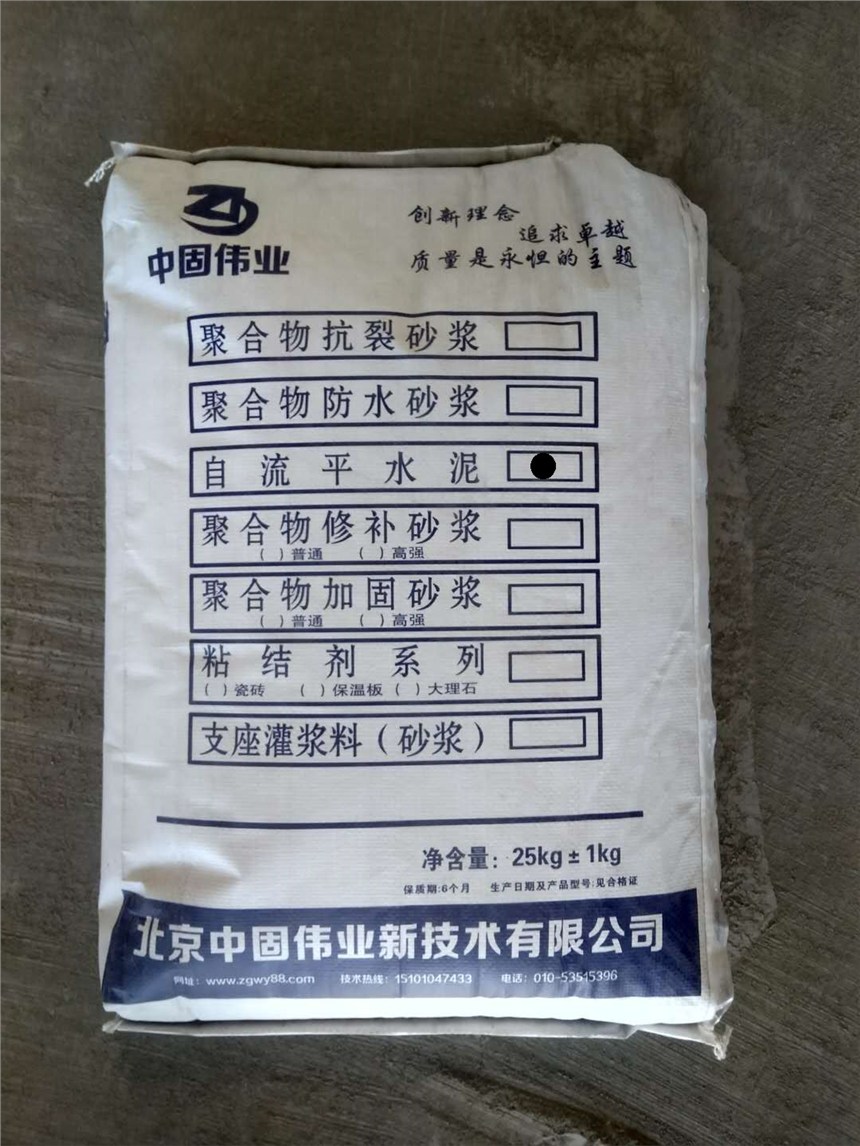 中固伟业
创新理念
追求卓越
质量是永恒的主题
聚合物抗裂砂浆
聚合物防水砂浆
自流平水泥
聚合物修补砂浆
( )普通 ( )高强
聚合物加固砂浆
( )普通 ( )高强
粘结剂系列
( )瓷砖 ( )保温板 ( )大理石
支座灌浆料(砂浆)
净含量: 25kg±1kg
保质期:6个月 生产日期及产品型号:见合格证
北京中固伟业新技术有限公司
网址: www.zgwy88.com 技术热线: 15101047433 电话: 010-53515396